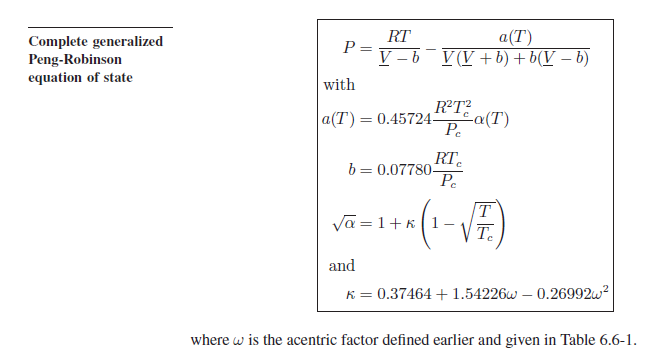 Complete generalized
Peng-Robinson
equation of state
P = RT / (V̲ − b) − a(T) / (V̲(V̲ + b) + b(V̲ − b))
with
a(T) = 0.45724 (R²T_c² / P_c) α(T)
b = 0.07780 (RT_c / P_c)
√α = 1 + κ (1 − √(T / T_c))
and
κ = 0.37464 + 1.54226ω − 0.26992ω²
where ω is the acentric factor defined earlier and given in Table 6.6-1.